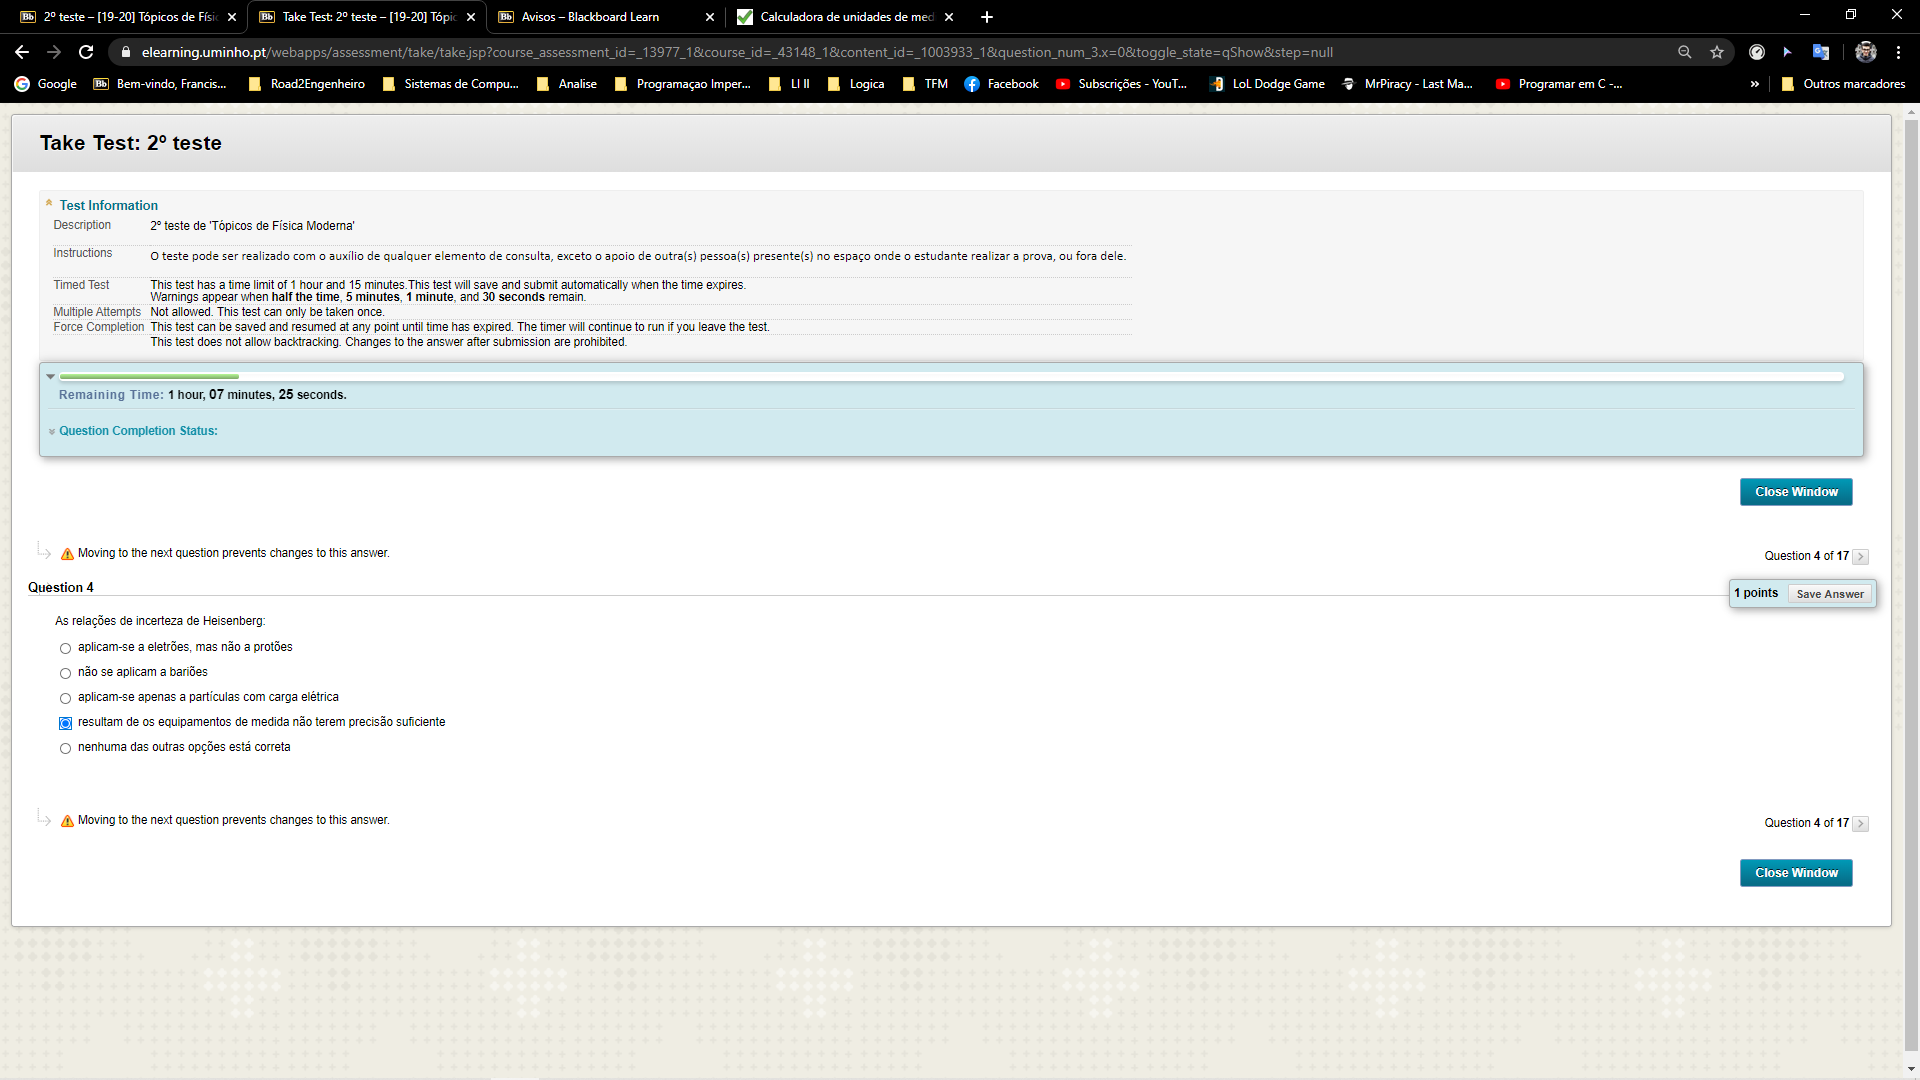 2º teste – [19-20] Tópicos de Físi
Take Test: 2º teste – [19-20] Tópic
Avisos – Blackboard Learn
Calculadora de unidades de med
elearning.uminho.pt/webapps/assessment/take/take.jsp?course_assessment_id=_13977_1&course_id=_43148_1&content_id=_1003933_1&question_num_3.x=0&toggle_state=qShow&step=null
Google
Bb Bem-vindo, Francis...
Road2Engenheiro
Sistemas de Compu...
Analise
Programaçao Imper...
LI II
Logica
TFM
Facebook
Subscrições - YouT...
LoL Dodge Game
MrPiracy - Last Ma...
Programar em C -...
»
Outros marcadores
Take Test: 2º teste
Test Information
Description 2º teste de 'Tópicos de Física Moderna'
Instructions O teste pode ser realizado com o auxílio de qualquer elemento de consulta, exceto o apoio de outra(s) pessoa(s) presente(s) no espaço onde o estudante realizar a prova, ou fora dele.
Timed Test This test has a time limit of 1 hour and 15 minutes.This test will save and submit automatically when the time expires.
Warnings appear when half the time, 5 minutes, 1 minute, and 30 seconds remain.
Multiple Attempts Not allowed. This test can only be taken once.
Force Completion This test can be saved and resumed at any point until time has expired. The timer will continue to run if you leave the test.
This test does not allow backtracking. Changes to the answer after submission are prohibited.
Remaining Time: 1 hour, 07 minutes, 25 seconds.
Question Completion Status:
Close Window
Moving to the next question prevents changes to this answer.
Question 4 of 17 >
Question 4
1 points Save Answer
As relações de incerteza de Heisenberg:
aplicam-se a eletrões, mas não a protões
não se aplicam a bariões
aplicam-se apenas a partículas com carga elétrica
resultam de os equipamentos de medida não terem precisão suficiente
nenhuma das outras opções está correta
Moving to the next question prevents changes to this answer.
Question 4 of 17 >
Close Window